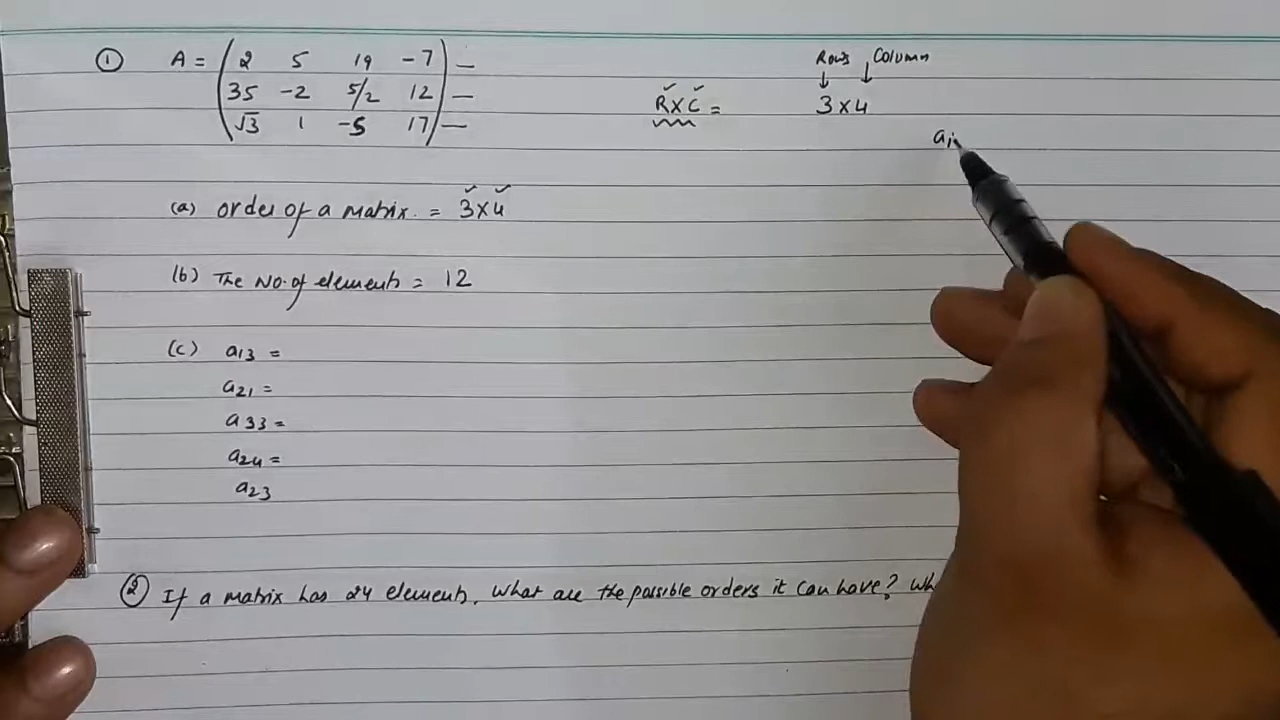 ① A = ( 2 5 19 -7 ) —
35 -2 5/2 12 —
√3 1 -5 17 —
Rows Column
↓ ↓
R×C = 3×4
ai
(a) order of a matrix. = 3×4
(b) The No. of elements = 12
(c) a13 =
a21 =
a33 =
a24 =
a23
② If a matrix has 24 elements, What are the possible orders it can have? Wh